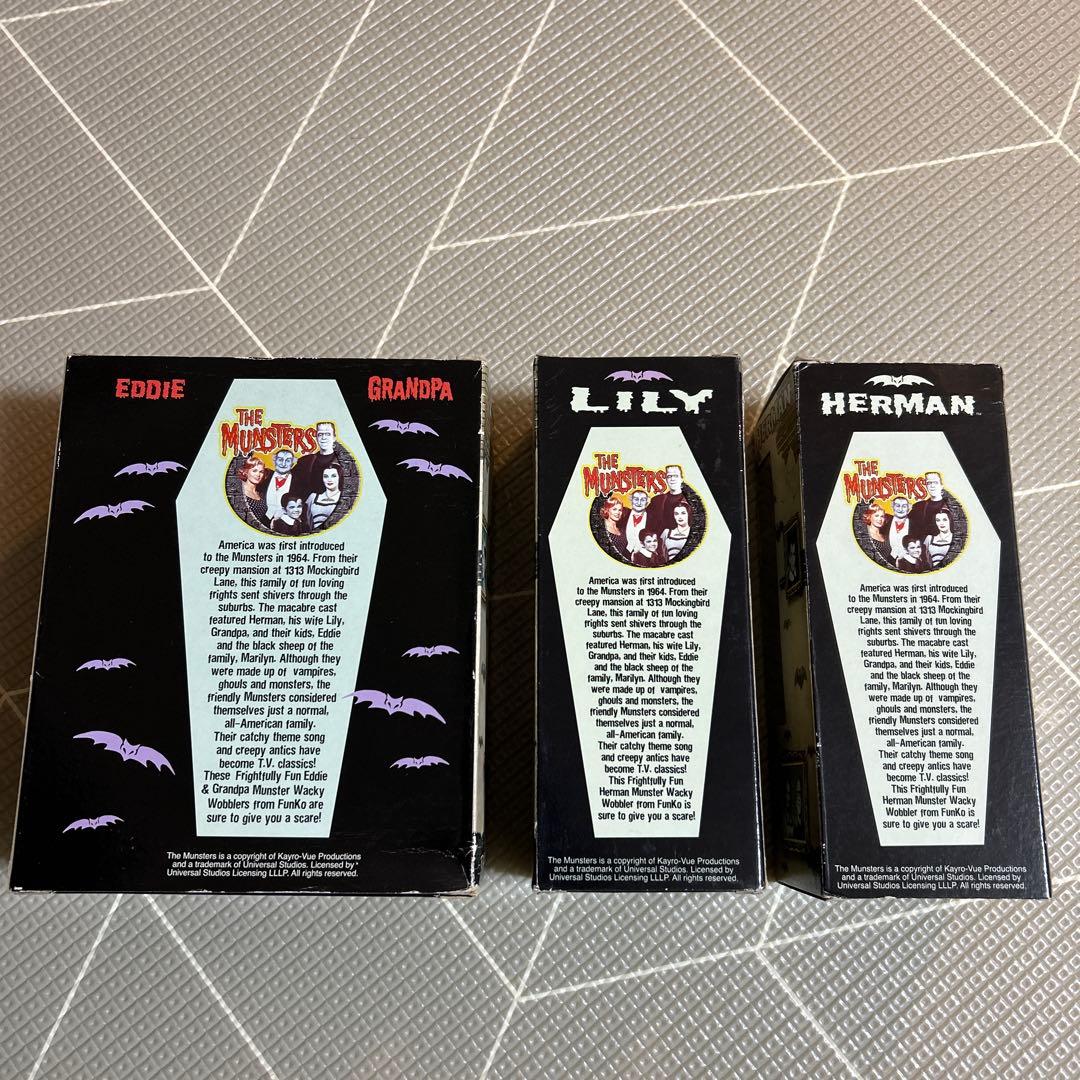 EDDIE
GRANDPA
THE
MUNSTERS
America was first introduced
to the Munsters in 1964. From their
creepy mansion at 1313 Mockingbird
Lane, this family of fun loving
frights sent shivers through the
suburbs. The macabre cast
featured Herman, his wife Lily,
Grandpa, and their kids, Eddie
and the black sheep of the
family, Marilyn. Although they
were made up of vampires,
ghouls and monsters, the
friendly Munsters considered
themselves just a normal,
all-American family.
Their catchy theme song
and creepy antics have
become T.V. classics!
These Frightfully Fun Eddie
& Grandpa Munster Wacky
Wobblers from FunKo are
sure to give you a scare!
The Munsters is a copyright of Kayro-Vue Productions
and a trademark of Universal Studios. Licensed by
Universal Studios Licensing LLLP. All rights reserved.
LILY
THE
MUNSTERS
America was first introduced
to the Munsters in 1964. From their
creepy mansion at 1313 Mockingbird
Lane, this family of fun loving
frights sent shivers through the
suburbs. The macabre cast
featured Herman, his wife Lily,
Grandpa, and their kids, Eddie
and the black sheep of the
family, Marilyn. Although they
were made up of vampires,
ghouls and monsters, the
friendly Munsters considered
themselves just a normal,
all-American family.
Their catchy theme song
and creepy antics have
become T.V. classics!
This Frightfully Fun
Herman Munster Wacky
Wobbler from FunKo is
sure to give you a scare!
The Munsters is a copyright of Kayro-Vue Productions
and a trademark of Universal Studios. Licensed by
Universal Studios Licensing LLLP. All rights reserved.
HERMAN
THE
MUNSTERS
America was first introduced
to the Munsters in 1964. From their
creepy mansion at 1313 Mockingbird
Lane, this family of fun loving
frights sent shivers through the
suburbs. The macabre cast
featured Herman, his wife Lily,
Grandpa, and their kids, Eddie
and the black sheep of the
family, Marilyn. Although they
were made up of vampires,
ghouls and monsters, the
friendly Munsters considered
themselves just a normal,
all-American family.
Their catchy theme song
and creepy antics have
become T.V. classics!
This Frightfully Fun
Herman Munster Wacky
Wobbler from FunKo is
sure to give you a scare!
The Munsters is a copyright of Kayro-Vue Productions
and a trademark of Universal Studios. Licensed by
Universal Studios Licensing LLLP. All rights reserved.